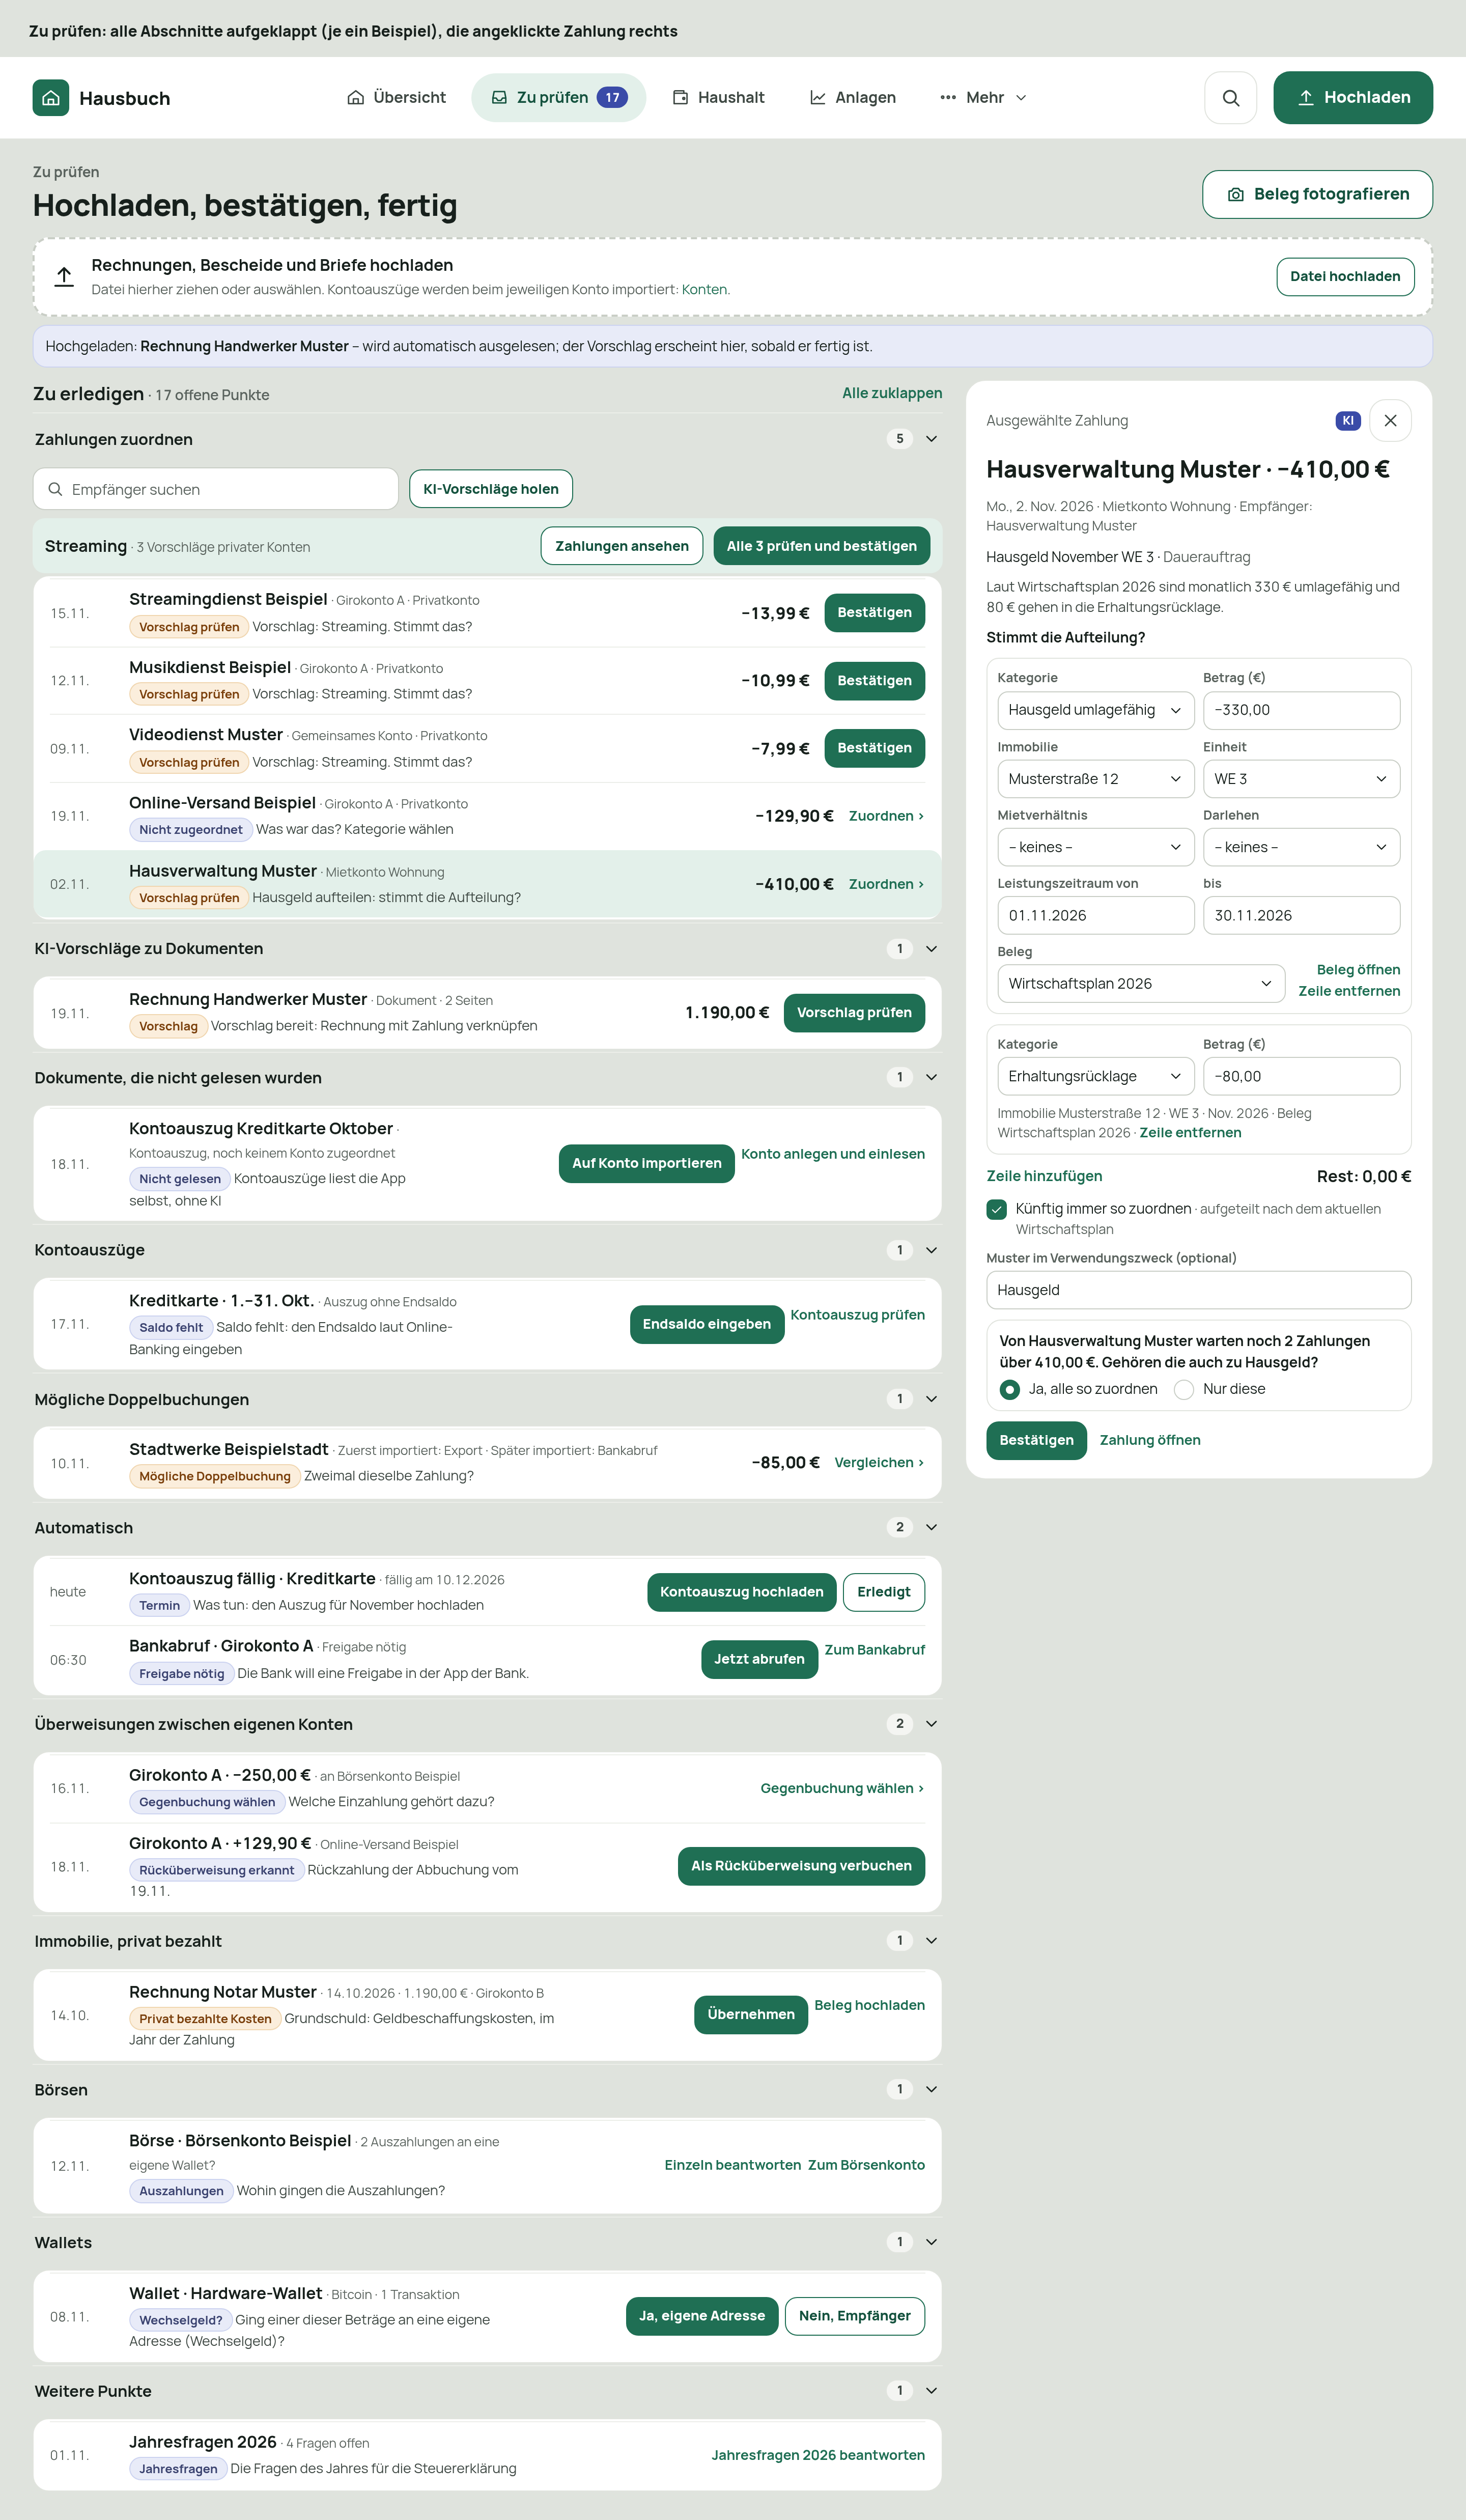 Zu prüfen: alle Abschnitte aufgeklappt (je ein Beispiel), die angeklickte Zahlung rechts
Hausbuch
Übersicht
Zu prüfen 17
Haushalt
Anlagen
Mehr
Hochladen
Zu prüfen
Hochladen, bestätigen, fertig
Beleg fotografieren
Rechnungen, Bescheide und Briefe hochladen
Datei hierher ziehen oder auswählen. Kontoauszüge werden beim jeweiligen Konto importiert: Konten.
Datei hochladen
Hochgeladen: Rechnung Handwerker Muster – wird automatisch ausgelesen; der Vorschlag erscheint hier, sobald er fertig ist.
Zu erledigen · 17 offene Punkte
Alle zuklappen
Zahlungen zuordnen
5
Empfänger suchen
KI-Vorschläge holen
Streaming · 3 Vorschläge privater Konten
Zahlungen ansehen
Alle 3 prüfen und bestätigen
15.11.
Streamingdienst Beispiel · Girokonto A · Privatkonto
Vorschlag prüfen Vorschlag: Streaming. Stimmt das?
−13,99 €
Bestätigen
12.11.
Musikdienst Beispiel · Girokonto A · Privatkonto
Vorschlag prüfen Vorschlag: Streaming. Stimmt das?
−10,99 €
Bestätigen
09.11.
Videodienst Muster · Gemeinsames Konto · Privatkonto
Vorschlag prüfen Vorschlag: Streaming. Stimmt das?
−7,99 €
Bestätigen
19.11.
Online-Versand Beispiel · Girokonto A · Privatkonto
Nicht zugeordnet Was war das? Kategorie wählen
−129,90 €
Zuordnen ›
02.11.
Hausverwaltung Muster · Mietkonto Wohnung
Vorschlag prüfen Hausgeld aufteilen: stimmt die Aufteilung?
−410,00 €
Zuordnen ›
KI-Vorschläge zu Dokumenten
1
19.11.
Rechnung Handwerker Muster · Dokument · 2 Seiten
Vorschlag Vorschlag bereit: Rechnung mit Zahlung verknüpfen
1.190,00 €
Vorschlag prüfen
Dokumente, die nicht gelesen wurden
1
18.11.
Kontoauszug Kreditkarte Oktober ·
Kontoauszug, noch keinem Konto zugeordnet
Nicht gelesen Kontoauszüge liest die App
selbst, ohne KI
Auf Konto importieren
Konto anlegen und einlesen
Kontoauszüge
1
17.11.
Kreditkarte · 1.–31. Okt. · Auszug ohne Endsaldo
Saldo fehlt Saldo fehlt: den Endsaldo laut Online-
Banking eingeben
Endsaldo eingeben
Kontoauszug prüfen
Mögliche Doppelbuchungen
1
10.11.
Stadtwerke Beispielstadt · Zuerst importiert: Export · Später importiert: Bankabruf
Mögliche Doppelbuchung Zweimal dieselbe Zahlung?
−85,00 €
Vergleichen ›
Automatisch
2
heute
Kontoauszug fällig · Kreditkarte · fällig am 10.12.2026
Termin Was tun: den Auszug für November hochladen
Kontoauszug hochladen
Erledigt
06:30
Bankabruf · Girokonto A · Freigabe nötig
Freigabe nötig Die Bank will eine Freigabe in der App der Bank.
Jetzt abrufen
Zum Bankabruf
Überweisungen zwischen eigenen Konten
2
16.11.
Girokonto A · −250,00 € · an Börsenkonto Beispiel
Gegenbuchung wählen Welche Einzahlung gehört dazu?
Gegenbuchung wählen ›
18.11.
Girokonto A · +129,90 € · Online-Versand Beispiel
Rücküberweisung erkannt Rückzahlung der Abbuchung vom
19.11.
Als Rücküberweisung verbuchen
Immobilie, privat bezahlt
1
14.10.
Rechnung Notar Muster · 14.10.2026 · 1.190,00 € · Girokonto B
Privat bezahlte Kosten Grundschuld: Geldbeschaffungskosten, im
Jahr der Zahlung
Übernehmen
Beleg hochladen
Börsen
1
12.11.
Börse · Börsenkonto Beispiel · 2 Auszahlungen an eine
eigene Wallet?
Auszahlungen Wohin gingen die Auszahlungen?
Einzeln beantworten
Zum Börsenkonto
Wallets
1
08.11.
Wallet · Hardware-Wallet · Bitcoin · 1 Transaktion
Wechselgeld? Ging einer dieser Beträge an eine eigene
Adresse (Wechselgeld)?
Ja, eigene Adresse
Nein, Empfänger
Weitere Punkte
1
01.11.
Jahresfragen 2026 · 4 Fragen offen
Jahresfragen Die Fragen des Jahres für die Steuererklärung
Jahresfragen 2026 beantworten
Ausgewählte Zahlung
KI
Hausverwaltung Muster · −410,00 €
Mo., 2. Nov. 2026 · Mietkonto Wohnung · Empfänger:
Hausverwaltung Muster
Hausgeld November WE 3 · Dauerauftrag
Laut Wirtschaftsplan 2026 sind monatlich 330 € umlagefähig und
80 € gehen in die Erhaltungsrücklage.
Stimmt die Aufteilung?
Kategorie
Betrag (€)
Hausgeld umlagefähig
−330,00
Immobilie
Einheit
Musterstraße 12
WE 3
Mietverhältnis
Darlehen
– keines –
– keines –
Leistungszeitraum von
bis
01.11.2026
30.11.2026
Beleg
Wirtschaftsplan 2026
Beleg öffnen
Zeile entfernen
Kategorie
Betrag (€)
Erhaltungsrücklage
−80,00
Immobilie Musterstraße 12 · WE 3 · Nov. 2026 · Beleg
Wirtschaftsplan 2026 · Zeile entfernen
Zeile hinzufügen
Rest: 0,00 €
Künftig immer so zuordnen · aufgeteilt nach dem aktuellen
Wirtschaftsplan
Muster im Verwendungszweck (optional)
Hausgeld
Von Hausverwaltung Muster warten noch 2 Zahlungen
über 410,00 €. Gehören die auch zu Hausgeld?
Ja, alle so zuordnen
Nur diese
Bestätigen
Zahlung öffnen